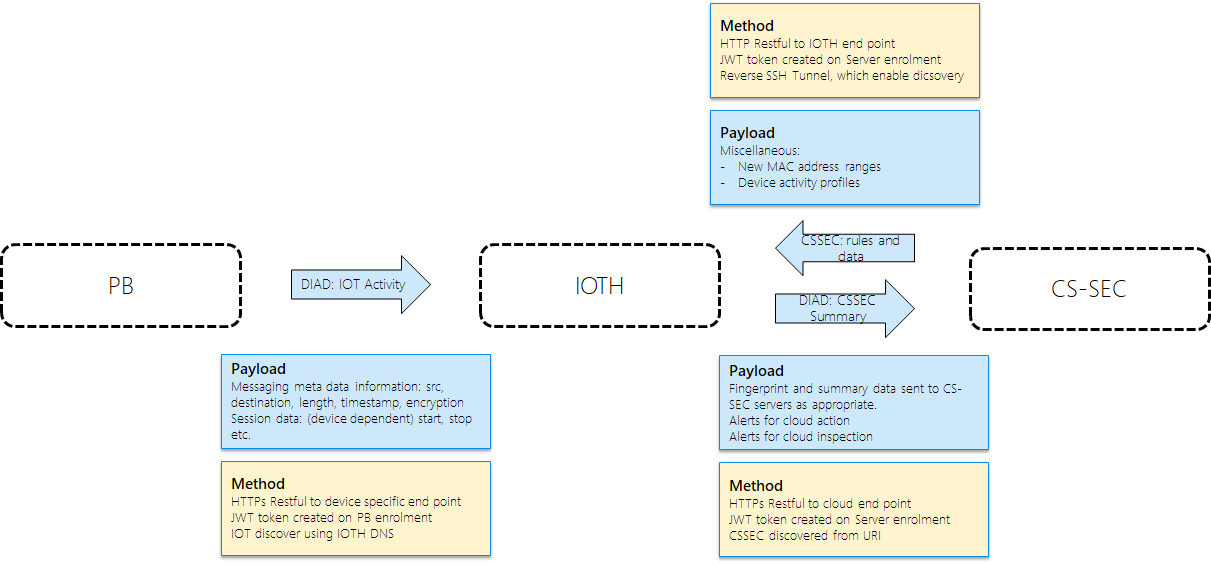 Method
HTTP Restful to IOTH end point
JWT token created on Server enrolment
Reverse SSH Tunnel, which enable dicsovery
Payload
Miscellaneous:
- New MAC address ranges
- Device activity profiles
PB
DIAD: IOT Activity
IOTH
CSSEC: rules and
data
DIAD: CSSEC
Summary
CS-SEC
Payload
Messaging meta data information: src,
destination, length, timestamp, encryption
Session data: (device dependent) start, stop
etc.
Method
HTTPs Restful to device specific end point
JWT token created on PB enrolment
IOT discover using IOTH DNS
Payload
Fingerprint and summary data sent to CS-
SEC servers as appropriate.
Alerts for cloud action
Alerts for cloud inspection
Method
HTTPs Restful to cloud end point
JWT token created on Server enrolment
CSSEC discovered from URI